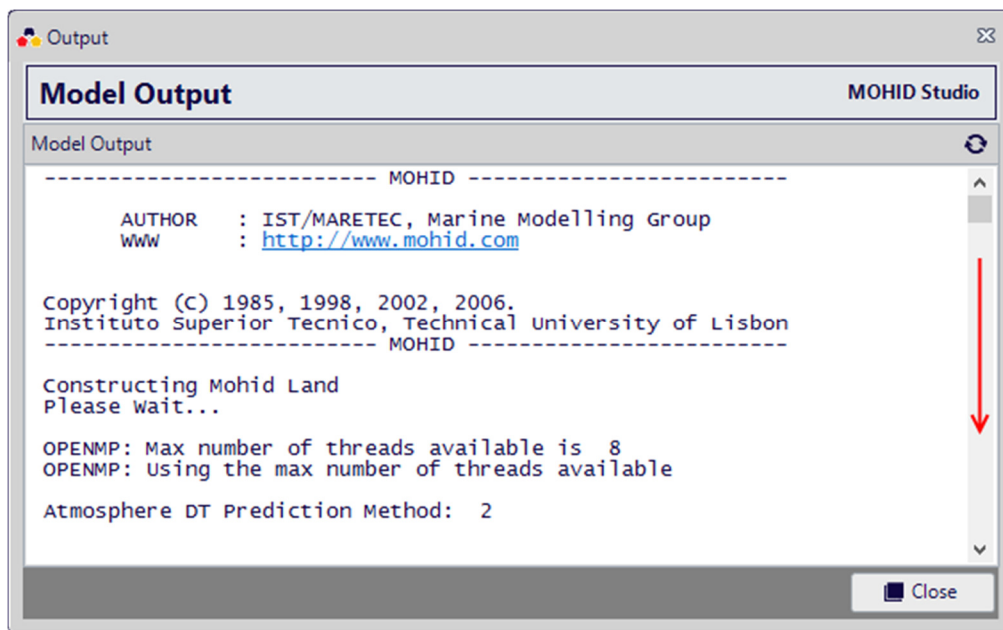 Output
Model Output MOHID Studio
Model Output
-------------------------- MOHID -------------------------
AUTHOR : IST/MARETEC, Marine Modelling Group
WWW : http://www.mohid.com
Copyright (C) 1985, 1998, 2002, 2006.
Instituto Superior Tecnico, Technical University of Lisbon
-------------------------- MOHID -------------------------
Constructing Mohid Land
Please Wait...
OPENMP: Max number of threads available is 8
OPENMP: Using the max number of threads available
Atmosphere DT Prediction Method: 2
Close